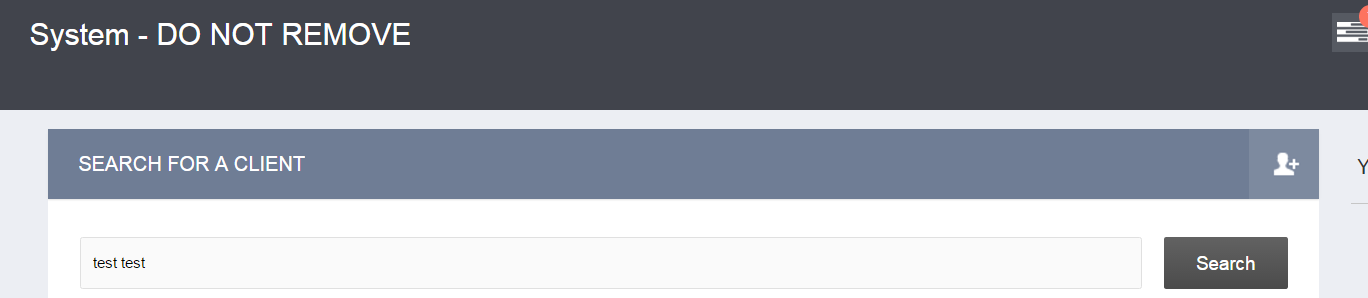 System - DO NOT REMOVE
SEARCH FOR A CLIENT
test test
Search